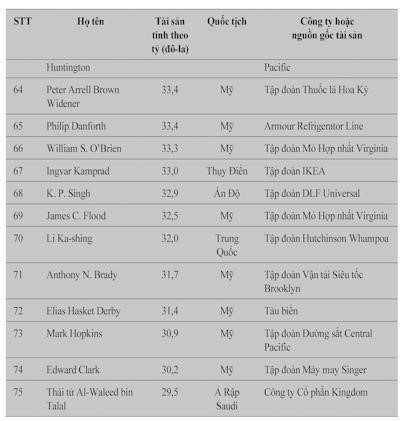 STT Họ tên Tài sản tính theo tỷ (đô-la) Quốc tịch Công ty hoặc nguồn gốc tài sản
Huntington Pacific
64 Peter Arrell Brown Widener 33,4 Mỹ Tập đoàn Thuốc lá Hoa Kỳ
65 Philip Danforth 33,4 Mỹ Armour Refrigerator Line
66 William S. O'Brien 33,3 Mỹ Tập đoàn Mỏ Hợp nhất Virginia
67 Ingvar Kamprad 33,0 Thụy Điển Tập đoàn IKEA
68 K. P. Singh 32,9 Ấn Độ Tập đoàn DLF Universal
69 James C. Flood 32,5 Mỹ Tập đoàn Mỏ Hợp nhất Virginia
70 Li Ka-shing 32,0 Trung Quốc Tập đoàn Hutchinson Whampoa
71 Anthony N. Brady 31,7 Mỹ Tập đoàn Vận tải Siêu tốc Brooklyn
72 Elias Hasket Derby 31,4 Mỹ Tàu biển
73 Mark Hopkins 30,9 Mỹ Tập đoàn Đường sắt Central Pacific
74 Edward Clark 30,2 Mỹ Tập đoàn Máy may Singer
75 Thái tử Al-Waleed bin Talal 29,5 Ả Rập Saudi Công ty Cổ phần Kingdom